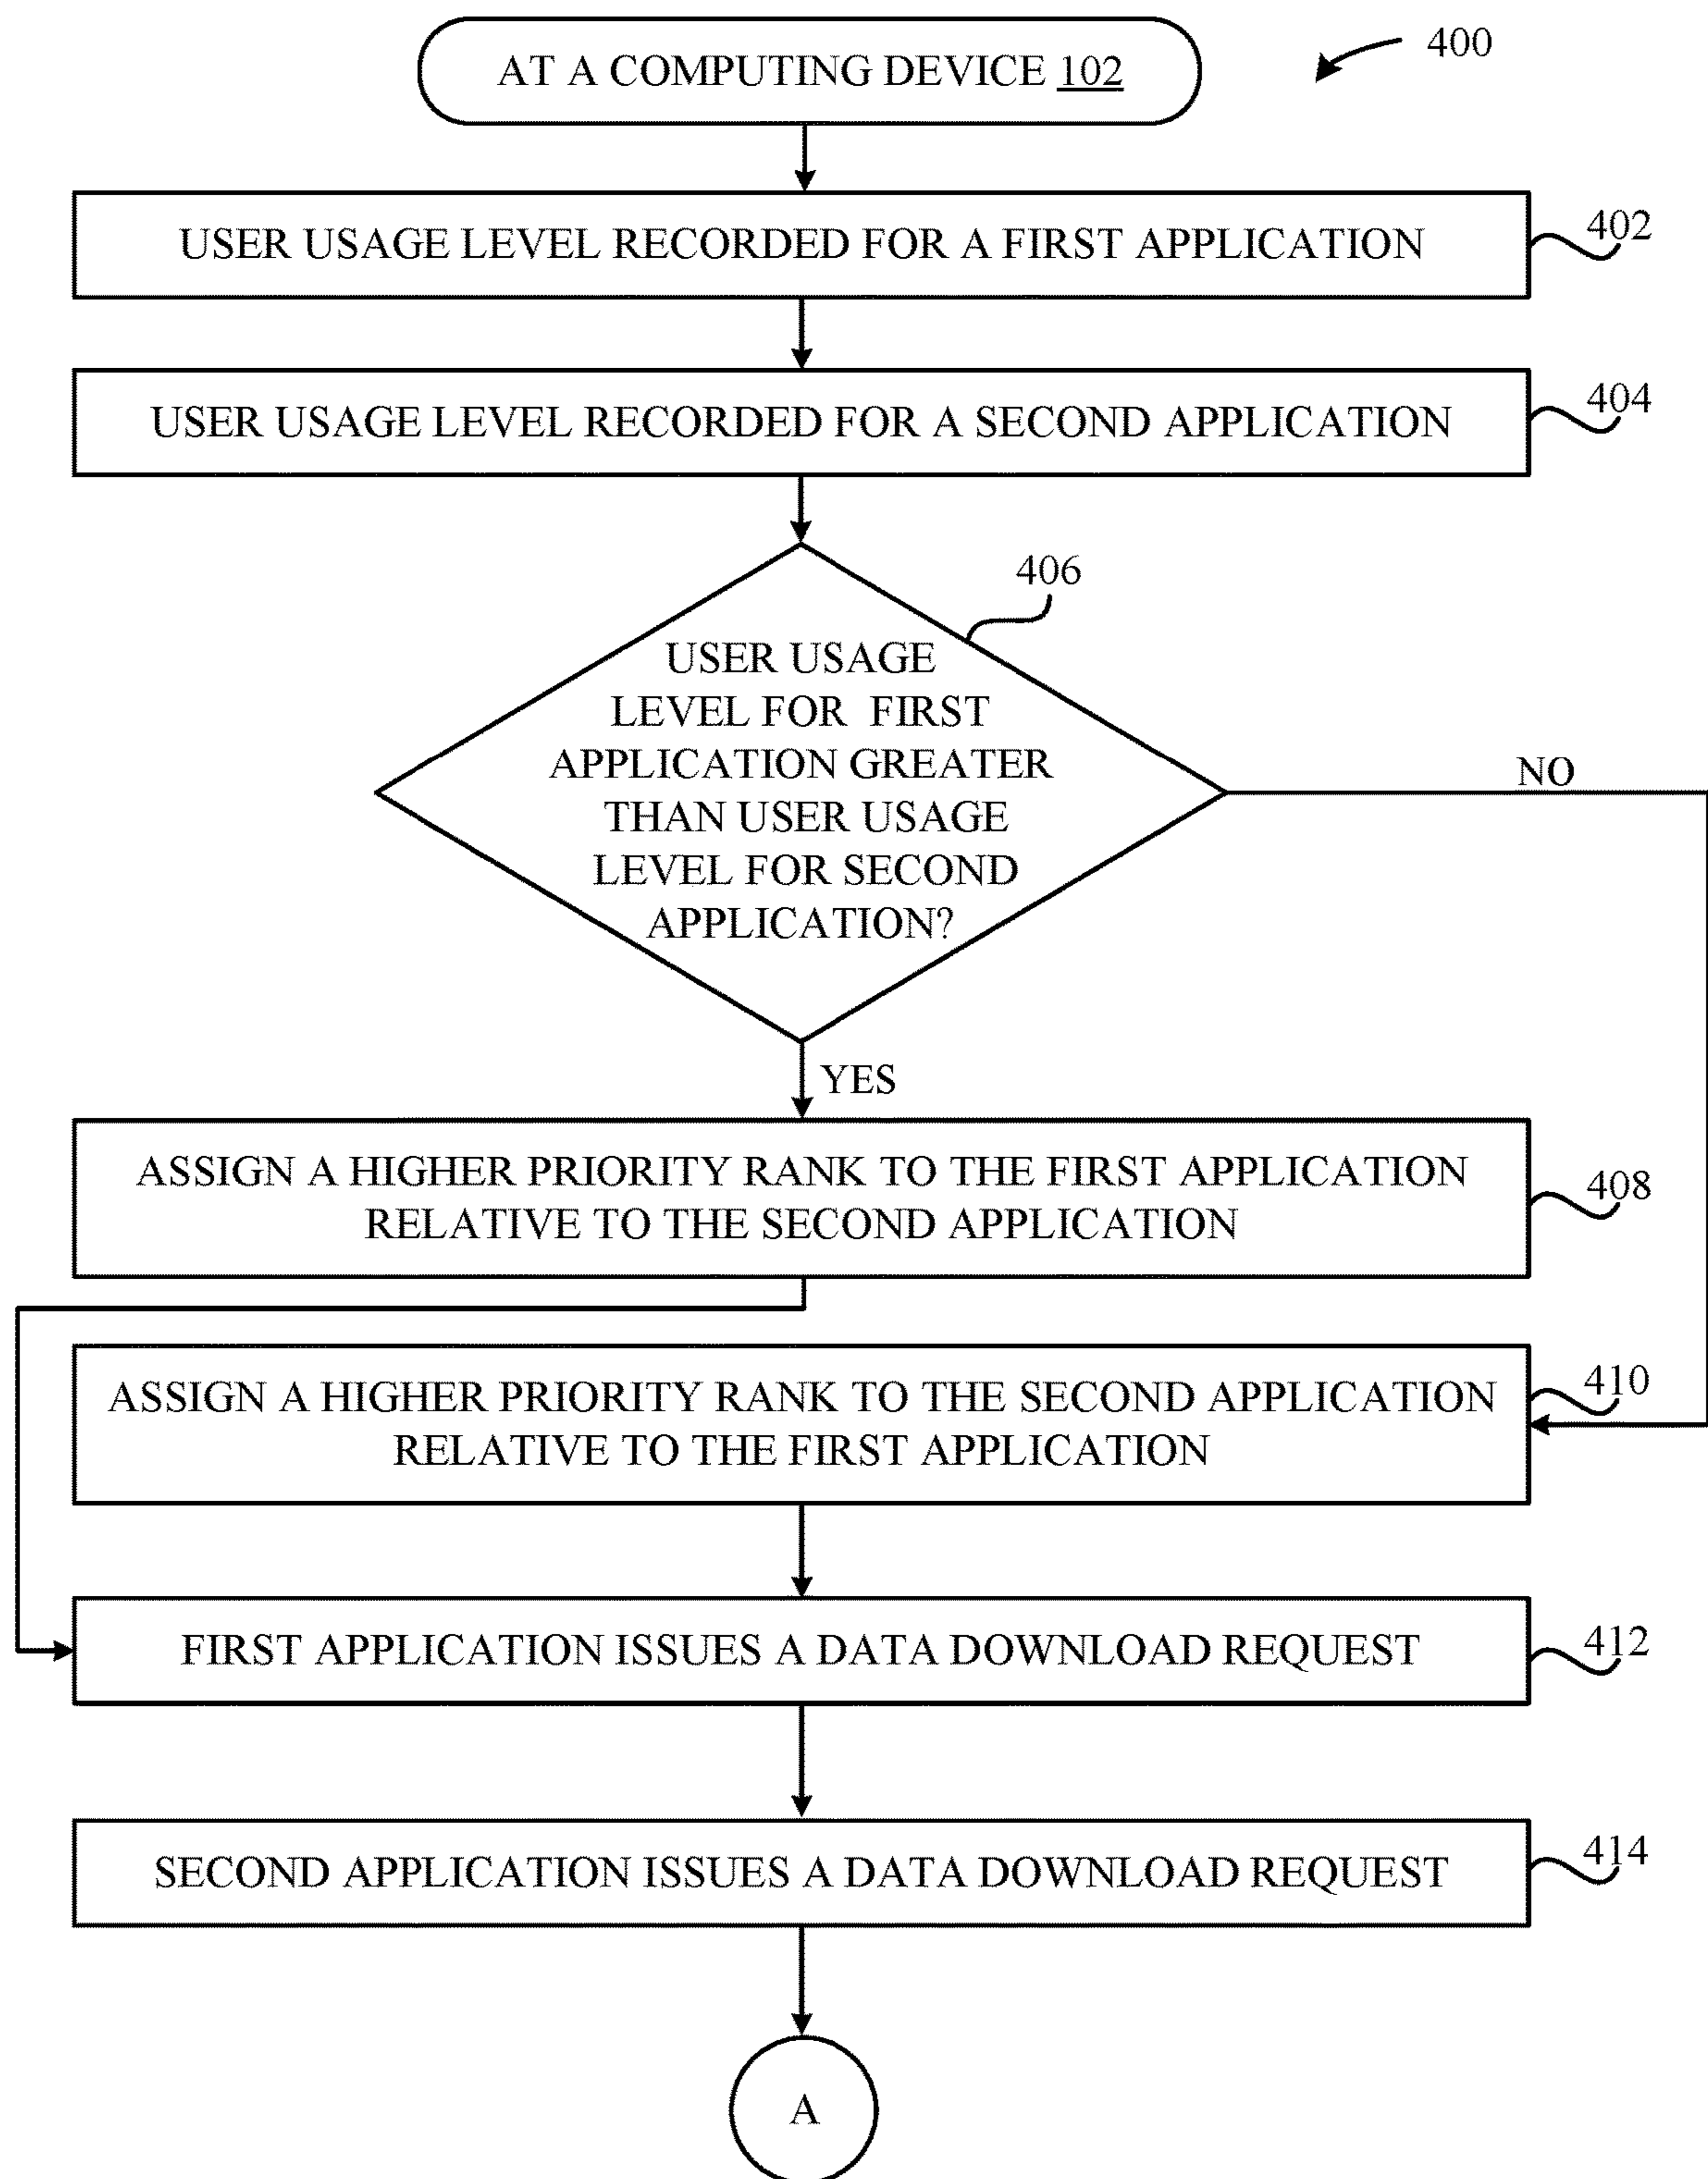 AT A COMPUTING DEVICE 102
400
USER USAGE LEVEL RECORDED FOR A FIRST APPLICATION
402
USER USAGE LEVEL RECORDED FOR A SECOND APPLICATION
404
406
USER USAGE
LEVEL FOR FIRST
APPLICATION GREATER
THAN USER USAGE
LEVEL FOR SECOND
APPLICATION?
NO
YES
ASSIGN A HIGHER PRIORITY RANK TO THE FIRST APPLICATION
RELATIVE TO THE SECOND APPLICATION
408
ASSIGN A HIGHER PRIORITY RANK TO THE SECOND APPLICATION
RELATIVE TO THE FIRST APPLICATION
410
FIRST APPLICATION ISSUES A DATA DOWNLOAD REQUEST
412
SECOND APPLICATION ISSUES A DATA DOWNLOAD REQUEST
414
A